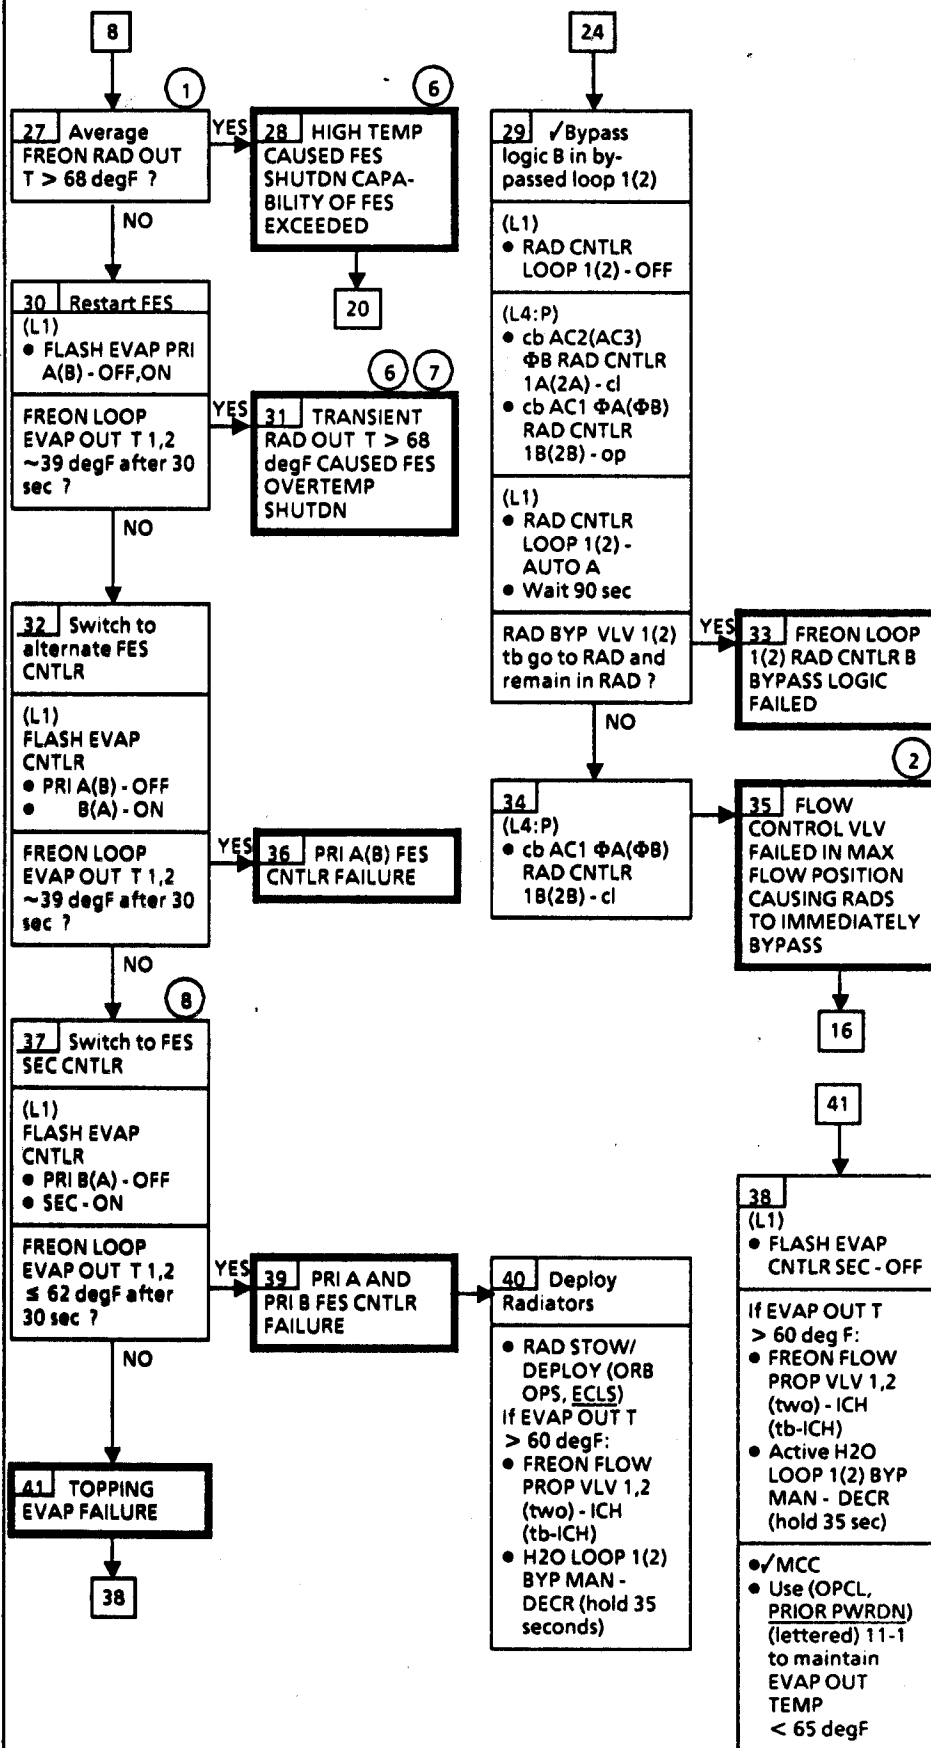 8
1
27 Average
FREON RAD OUT
T > 68 degF ?
YES
NO
6
28 HIGH TEMP
CAUSED FES
SHUTDN CAPA-
BILITY OF FES
EXCEEDED
20
30 Restart FES
(L1)
● FLASH EVAP PRI
A(B) - OFF,ON
FREON LOOP
EVAP OUT T 1,2
~39 degF after 30
sec ?
YES
NO
6 7
31 TRANSIENT
RAD OUT T > 68
degF CAUSED FES
OVERTEMP
SHUTDN
32 Switch to
alternate FES
CNTLR
(L1)
FLASH EVAP
CNTLR
● PRI A(B) - OFF
● B(A) - ON
FREON LOOP
EVAP OUT T 1,2
~39 degF after 30
sec ?
YES
NO
36 PRI A(B) FES
CNTLR FAILURE
8
37 Switch to FES
SEC CNTLR
(L1)
FLASH EVAP
CNTLR
● PRI B(A) - OFF
● SEC - ON
FREON LOOP
EVAP OUT T 1,2
≤ 62 degF after
30 sec ?
YES
NO
39 PRI A AND
PRI B FES CNTLR
FAILURE
41 TOPPING
EVAP FAILURE
38
24
29 ✓Bypass
logic B in by-
passed loop 1(2)
(L1)
● RAD CNTLR
LOOP 1(2) - OFF
(L4:P)
● cb AC2(AC3)
ΦB RAD CNTLR
1A(2A) - cl
● cb AC1 ΦA(ΦB)
RAD CNTLR
1B(2B) - op
(L1)
● RAD CNTLR
LOOP 1(2) -
AUTO A
● Wait 90 sec
RAD BYP VLV 1(2)
tb go to RAD and
remain in RAD ?
YES
NO
33 FREON LOOP
1(2) RAD CNTLR B
BYPASS LOGIC
FAILED
34
(L4:P)
● cb AC1 ΦA(ΦB)
RAD CNTLR
1B(2B) - cl
2
35 FLOW
CONTROL VLV
FAILED IN MAX
FLOW POSITION
CAUSING RADS
TO IMMEDIATELY
BYPASS
16
40 Deploy
Radiators
● RAD STOW/
DEPLOY (ORB
OPS, ECLS)
If EVAP OUT T
> 60 degF:
● FREON FLOW
PROP VLV 1,2
(two) - ICH
(tb-ICH)
● H2O LOOP 1(2)
BYP MAN -
DECR (hold 35
seconds)
41
38
(L1)
● FLASH EVAP
CNTLR SEC - OFF
If EVAP OUT T
> 60 deg F:
● FREON FLOW
PROP VLV 1,2
(two) - ICH
(tb-ICH)
● Active H2O
LOOP 1(2) BYP
MAN - DECR
(hold 35 sec)
●✓MCC
● Use (OPCL,
PRIOR PWRDN)
(lettered) 11-1
to maintain
EVAP OUT
TEMP
< 65 degF